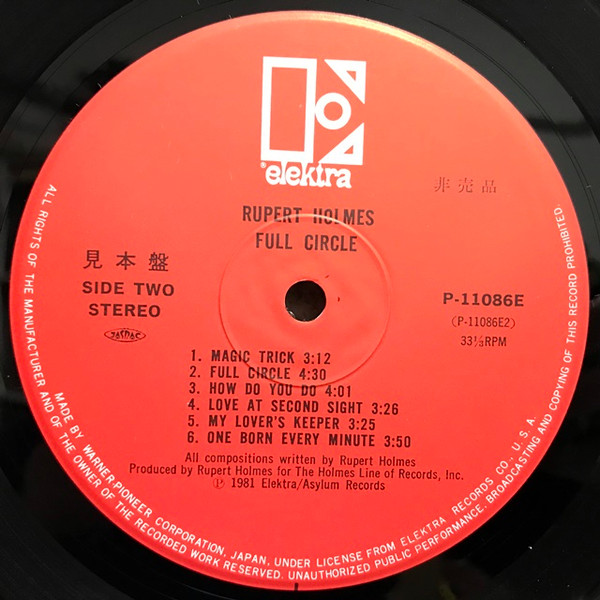 ® elektra
非売品
RUPERT HOLMES
FULL CIRCLE
見本盤
SIDE TWO
STEREO
P-11086E
(P-11086E2)
33⅓RPM
1. MAGIC TRICK 3:12
2. FULL CIRCLE 4:30
3. HOW DO YOU DO 4:01
4. LOVE AT SECOND SIGHT 3:26
5. MY LOVER'S KEEPER 3:25
6. ONE BORN EVERY MINUTE 3:50
All compositions written by Rupert Holmes
Produced by Rupert Holmes for The Holmes Line of Records, Inc.
℗ 1981 Elektra/Asylum Records
ALL RIGHTS OF THE MANUFACTURER AND OF THE OWNER OF THE RECORDED WORK RESERVED. UNAUTHORIZED PUBLIC PERFORMANCE, BROADCASTING AND COPYING OF THIS RECORD PROHIBITED
MADE BY WARNER-PIONEER CORPORATION, JAPAN, UNDER LICENSE FROM ELEKTRA RECORDS CO., U.S.A.